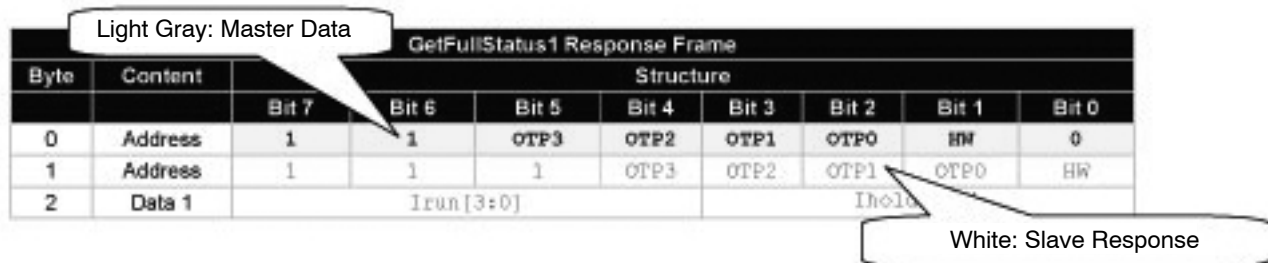 Light Gray: Master Data
GetFullStatus1 Response Frame
Byte Content Structure
Bit 7 Bit 6 Bit 5 Bit 4 Bit 3 Bit 2 Bit 1 Bit 0
0 Address 1 1 OTP3 OTP2 OTP1 OTP0 HW 0
1 Address 1 1 1 OTP3 OTP2 OTP1 OTP0 HW
2 Data 1 Irun[3:0]
White: Slave Response